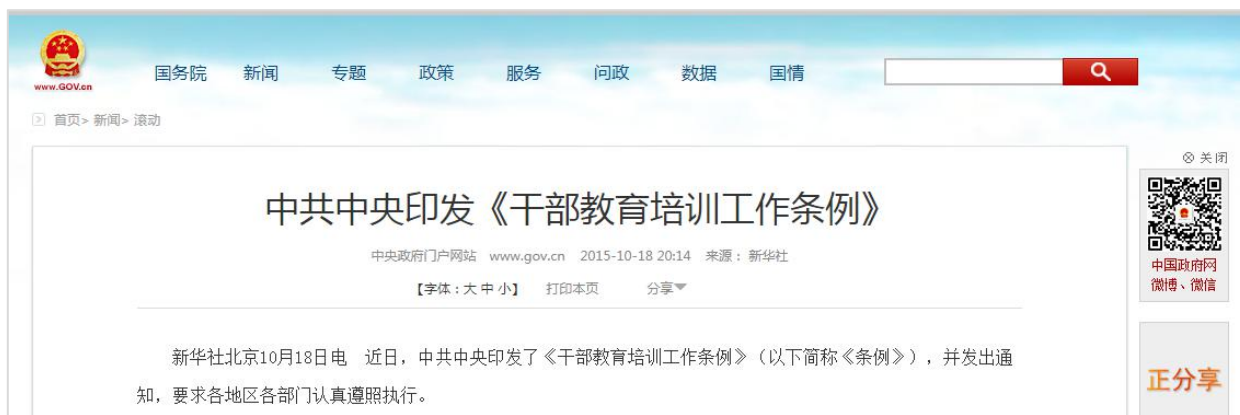 www.GOV.cn
国务院 新闻 专题 政策 服务 问政 数据 国情
首页> 新闻> 滚动
关闭
中共中央印发《干部教育培训工作条例》
中央政府门户网站 www.gov.cn 2015-10-18 20:14 来源：新华社
【字体：大 中 小】 打印本页 分享
中国政府网
微博、微信
新华社北京10月18日电 近日，中共中央印发了《干部教育培训工作条例》（以下简称《条例》），并发出通
知，要求各地区各部门认真遵照执行。
正分享